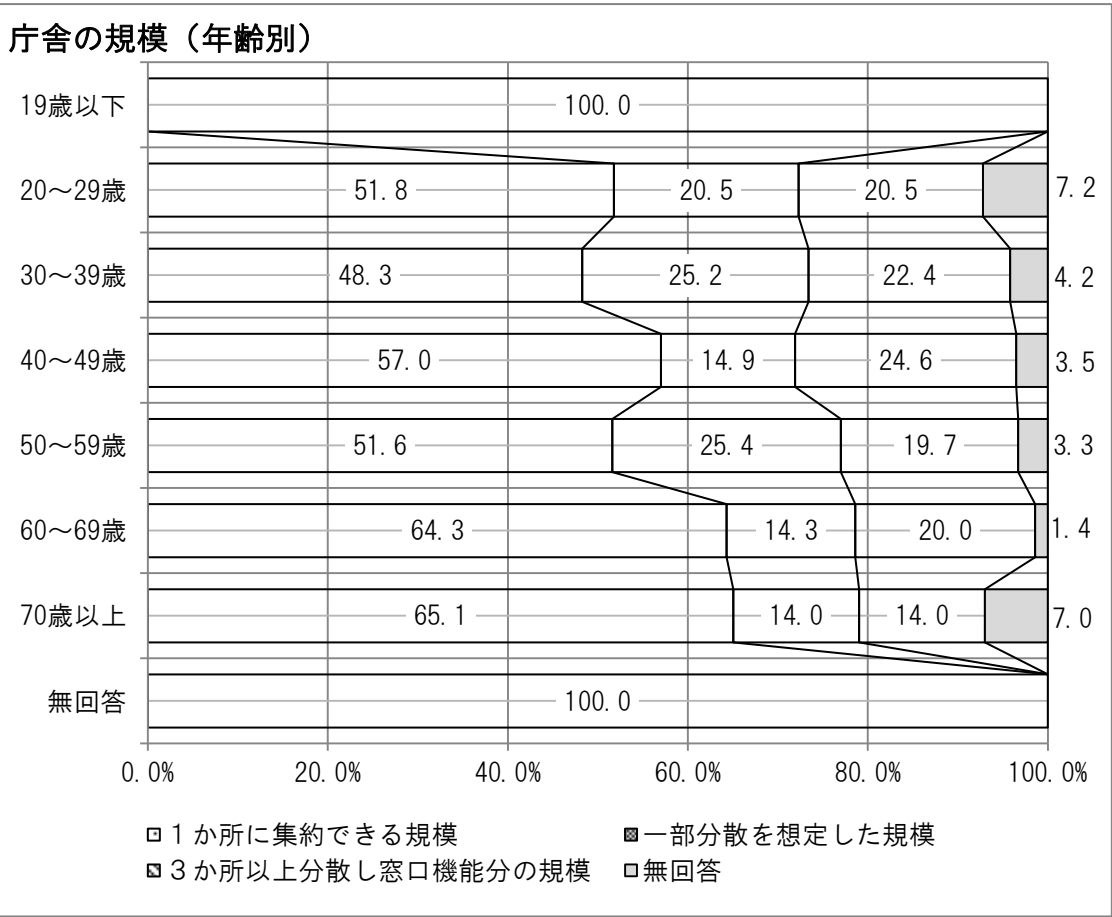 庁舎の規模（年齢別）
19歳以下 100.0
20～29歳 51.8 20.5 20.5 7.2
30～39歳 48.3 25.2 22.4 4.2
40～49歳 57.0 14.9 24.6 3.5
50～59歳 51.6 25.4 19.7 3.3
60～69歳 64.3 14.3 20.0 1.4
70歳以上 65.1 14.0 14.0 7.0
無回答 100.0
0.0% 20.0% 40.0% 60.0% 80.0% 100.0%
１か所に集約できる規模 一部分散を想定した規模
３か所以上分散し窓口機能分の規模 無回答